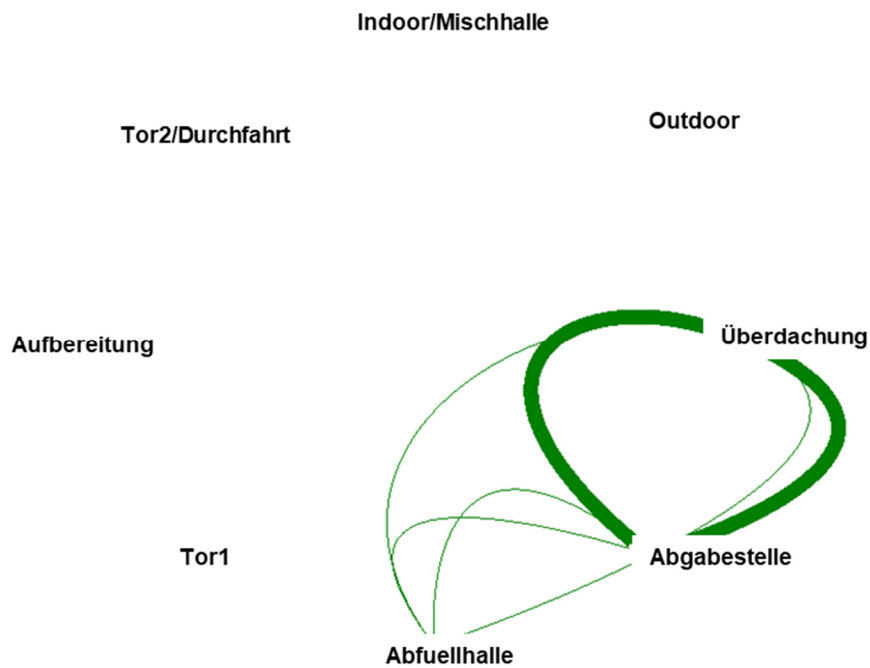 Indoor/Mischhalle
Outdoor
Tor2/Durchfahrt
Überdachung
Aufbereitung
Tor1
Abgabestelle
Abfuellhalle